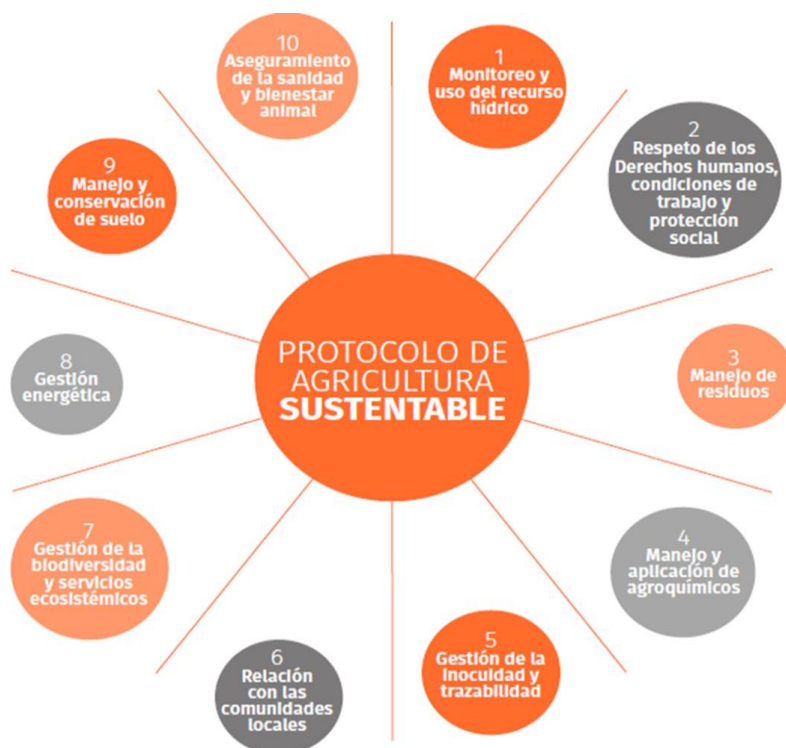 PROTOCOLO DE
AGRICULTURA
SUSTENTABLE
1
Monitoreo y
uso del recurso
hídrico
2
Respeto de los
Derechos humanos,
condiciones de
trabajo y
protección
social
3
Manejo de
residuos
4
Manejo y
aplicación de
agroquímicos
5
Gestión de la
inocuidad y
trazabilidad
6
Relación
con las
comunidades
locales
7
Gestión de la
biodiversidad
y servicios
ecosistémicos
8
Gestión
energética
9
Manejo y
conservación
de suelo
10
Aseguramiento
de la sanidad
y bienestar
animal